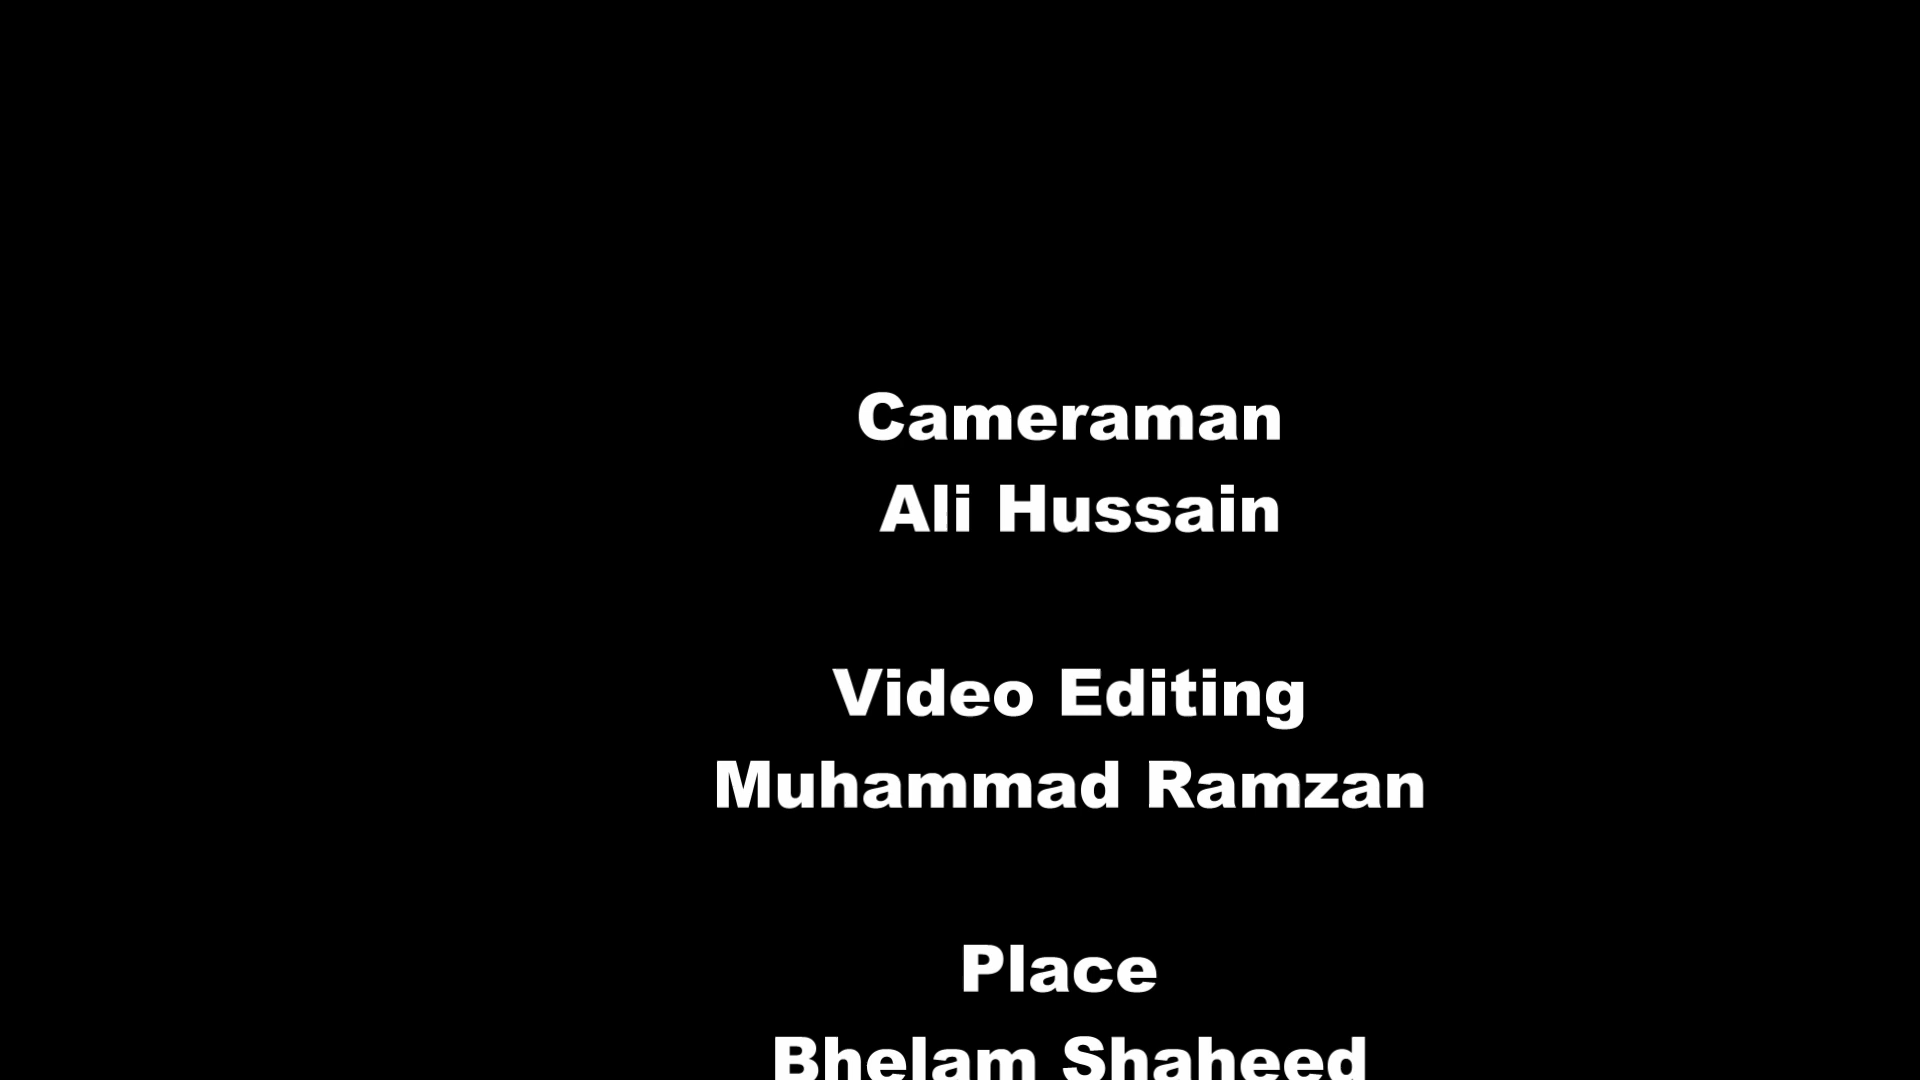 Cameraman
Ali Hussain
Video Editing
Muhammad Ramzan
Place
Bhelam Shaheed